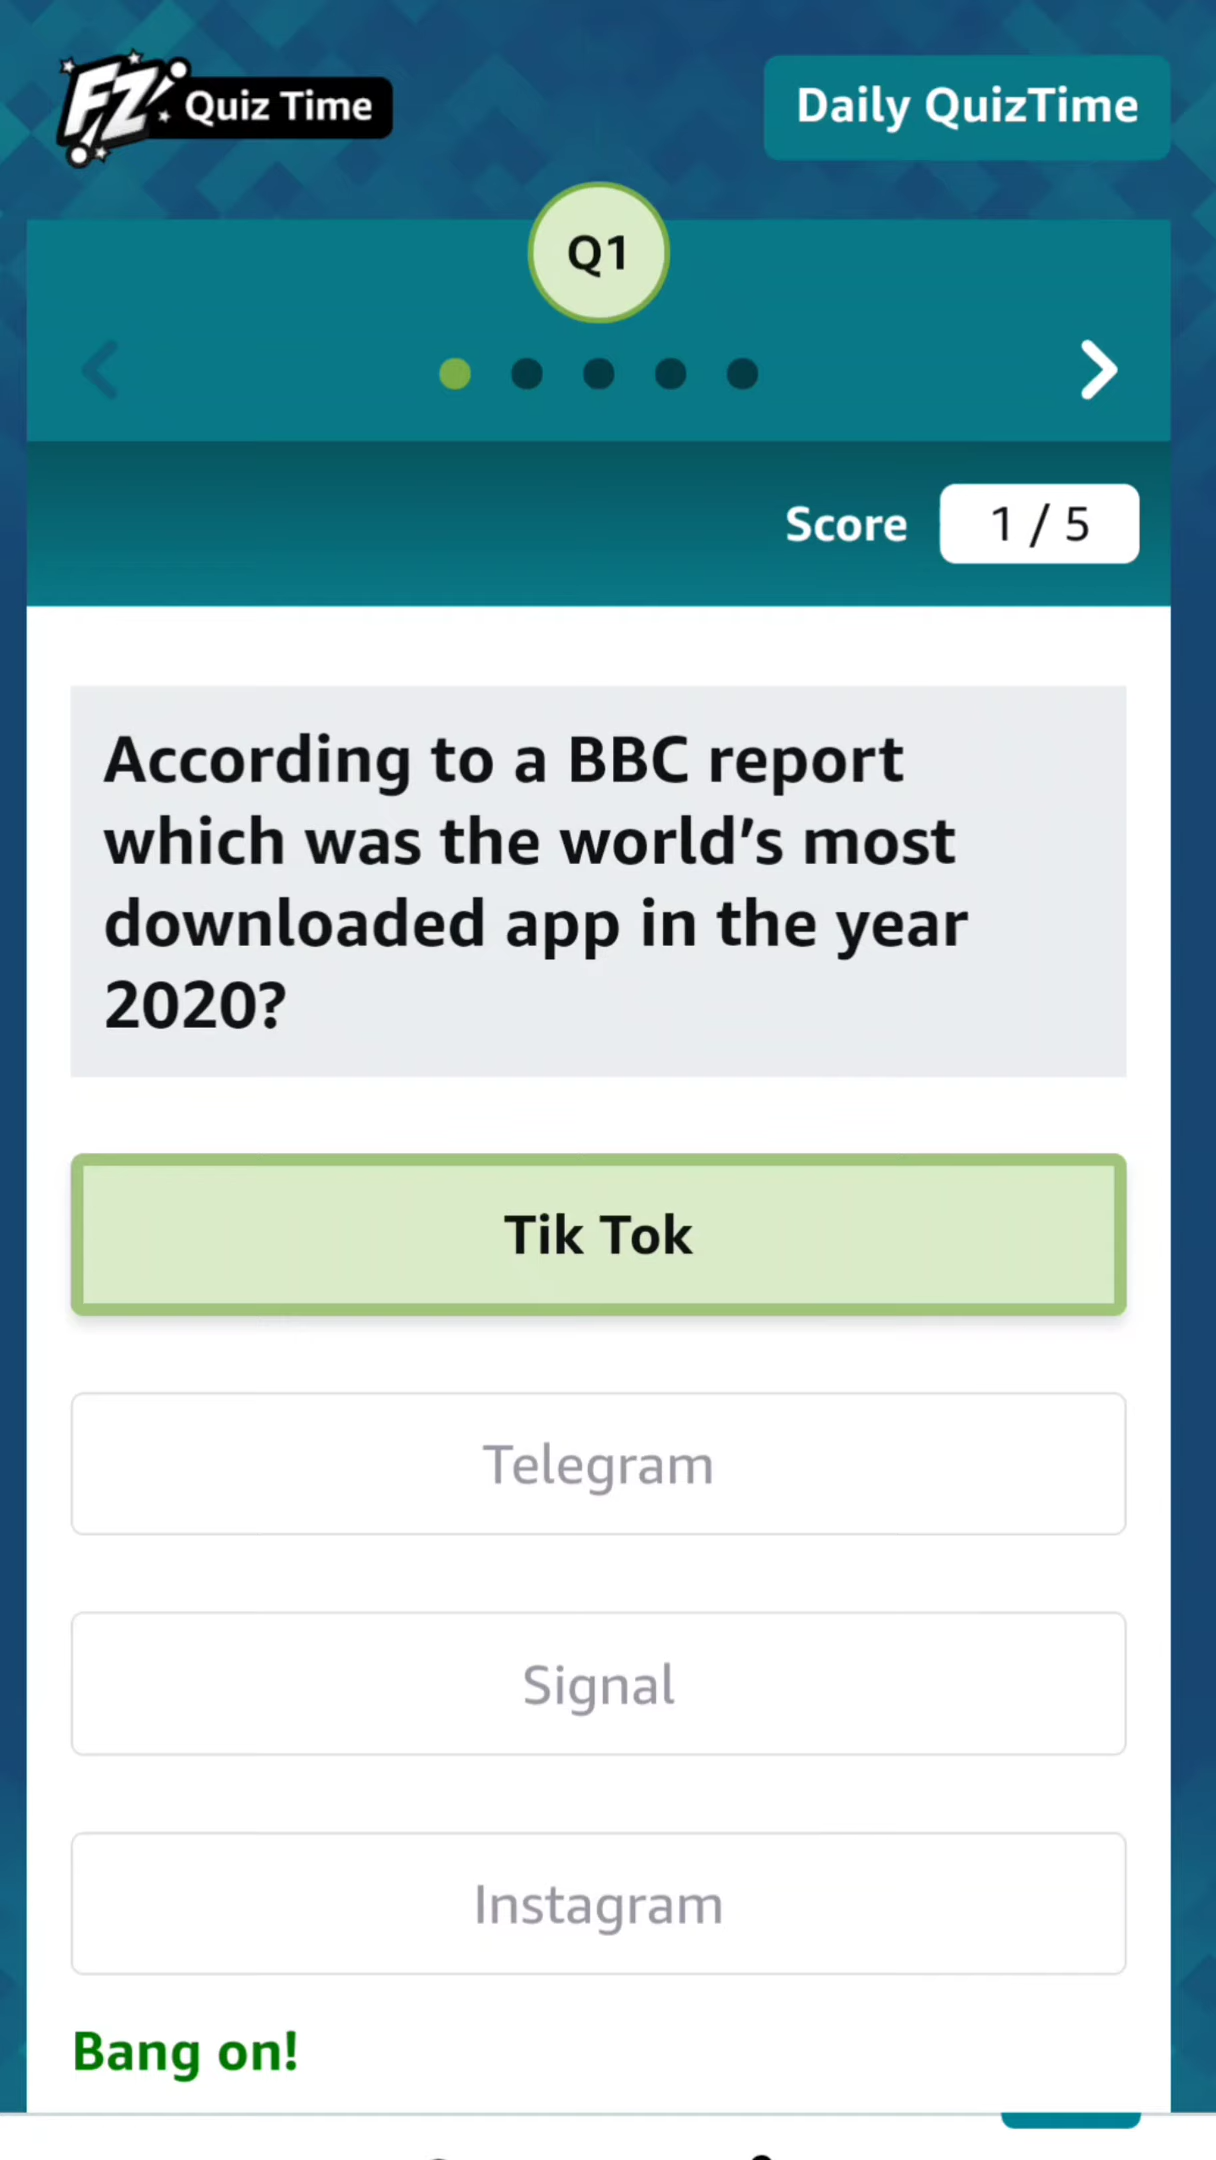 FZ Quiz Time
Daily QuizTime
Q1
Score 1 / 5
According to a BBC report
which was the world's most
downloaded app in the year
2020?
Tik Tok
Telegram
Signal
Instagram
Bang on!